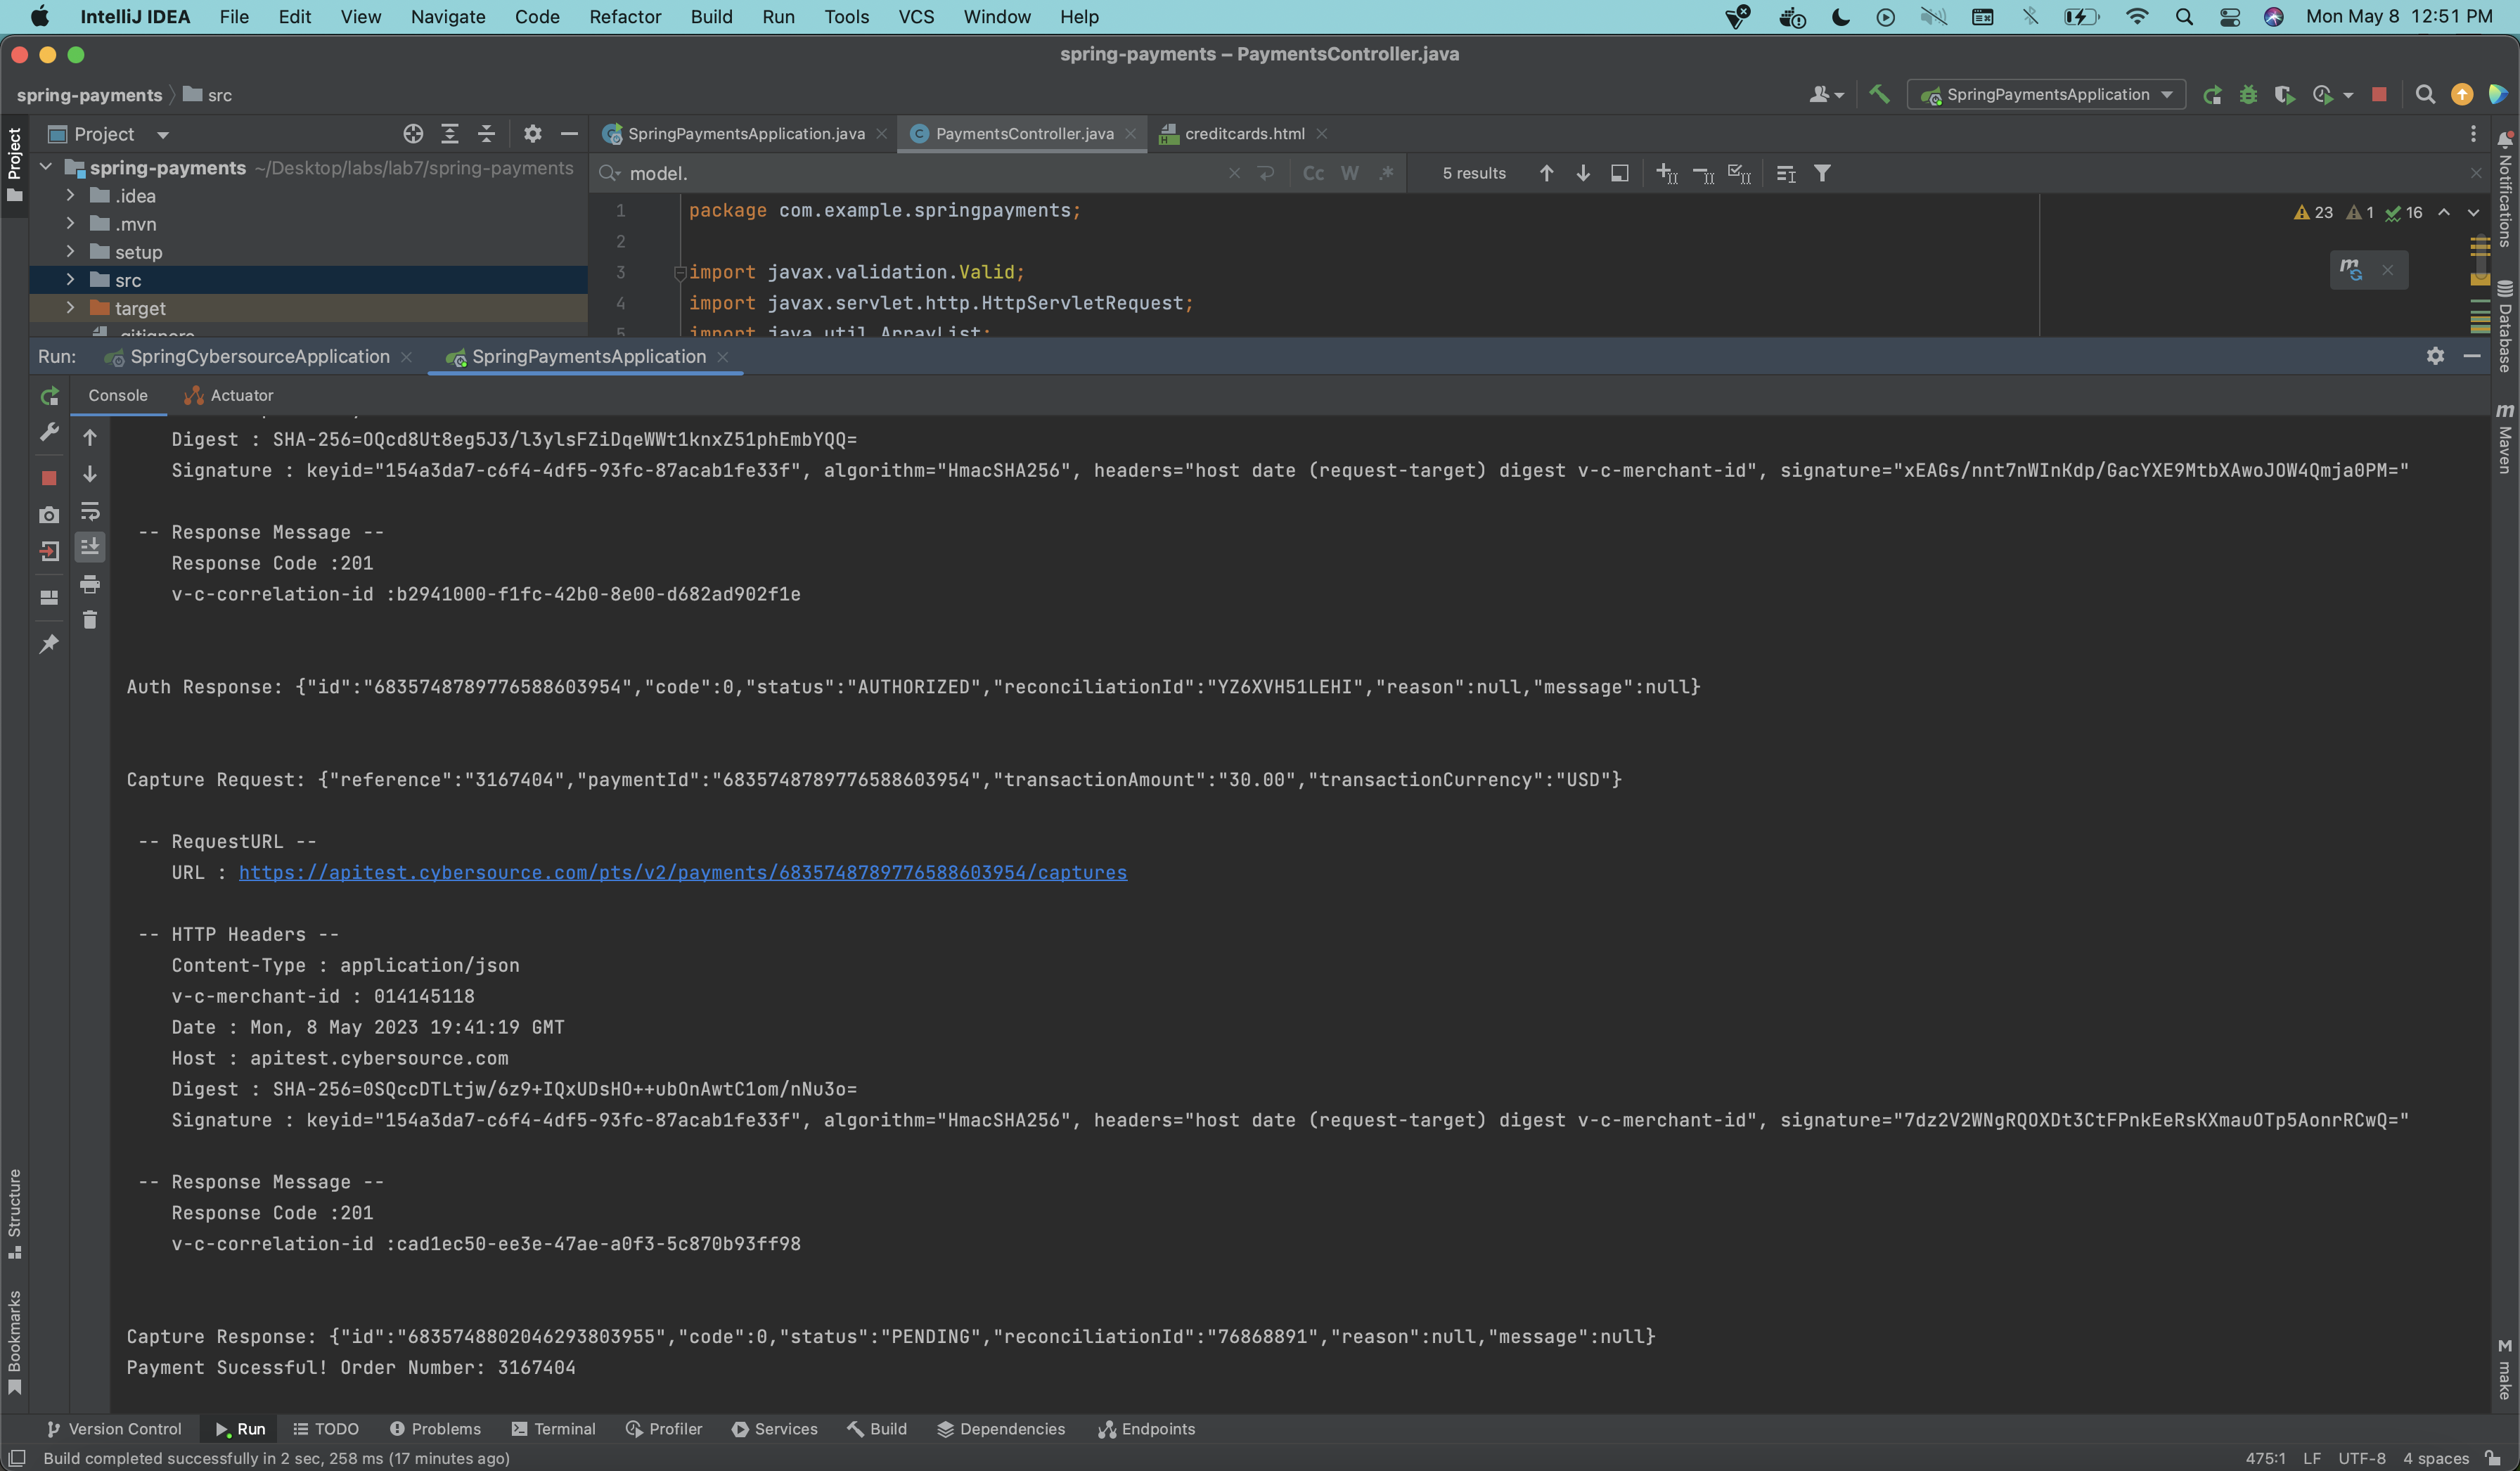 IntelliJ IDEA File Edit View Navigate Code Refactor Build Run Tools VCS Window Help Mon May 8 12:51 PM
spring-payments – PaymentsController.java
spring-payments src SpringPaymentsApplication
Project SpringPaymentsApplication.java PaymentsController.java creditcards.html
spring-payments ~/Desktop/labs/lab7/spring-payments
.idea
.mvn
setup
src
target
.gitignore
model. Cc W .* 5 results
1 package com.example.springpayments; 23 1 16
2
3 import javax.validation.Valid;
4 import javax.servlet.http.HttpServletRequest;
5 import java.util.ArrayList;
Project
Notifications
Database
Maven
Run: SpringCybersourceApplication SpringPaymentsApplication
Console Actuator
Digest : SHA-256=OQcd8Ut8eg5J3/l3ylsFZiDqeWWt1knxZ51phEmbYQQ=
Signature : keyid="154a3da7-c6f4-4df5-93fc-87acab1fe33f", algorithm="HmacSHA256", headers="host date (request-target) digest v-c-merchant-id", signature="xEAGs/nnt7nWInKdp/GacYXE9MtbXAwoJOW4Qmja0PM="
-- Response Message --
Response Code :201
v-c-correlation-id :b2941000-f1fc-42b0-8e00-d682ad902f1e
Auth Response: {"id":"6835748789776588603954","code":0,"status":"AUTHORIZED","reconciliationId":"YZ6XVH51LEHI","reason":null,"message":null}
Capture Request: {"reference":"3167404","paymentId":"6835748789776588603954","transactionAmount":"30.00","transactionCurrency":"USD"}
-- RequestURL --
URL : https://apitest.cybersource.com/pts/v2/payments/6835748789776588603954/captures
-- HTTP Headers --
Content-Type : application/json
v-c-merchant-id : 014145118
Date : Mon, 8 May 2023 19:41:19 GMT
Host : apitest.cybersource.com
Digest : SHA-256=0SQccDTLtjw/6z9+IQxUDsHO++ubOnAwtC1om/nNu3o=
Signature : keyid="154a3da7-c6f4-4df5-93fc-87acab1fe33f", algorithm="HmacSHA256", headers="host date (request-target) digest v-c-merchant-id", signature="7dz2V2WNgRQOXDt3CtFPnkEeRsKXmauOTp5AonrRCwQ="
-- Response Message --
Response Code :201
v-c-correlation-id :cad1ec50-ee3e-47ae-a0f3-5c870b93ff98
Capture Response: {"id":"6835748802046293803955","code":0,"status":"PENDING","reconciliationId":"76868891","reason":null,"message":null}
Payment Sucessful! Order Number: 3167404
Structure
Bookmarks
make
Version Control Run TODO Problems Terminal Profiler Services Build Dependencies Endpoints
Build completed successfully in 2 sec, 258 ms (17 minutes ago) 475:1 LF UTF-8 4 spaces